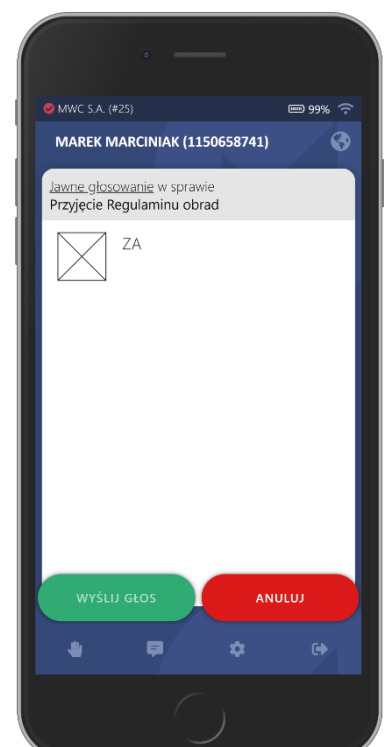 MWC S.A. (#25) 99%
MAREK MARCINIAK (1150658741)
Jawne głosowanie w sprawie
Przyjęcie Regulaminu obrad
ZA
WYŚLIJ GŁOS ANULUJ